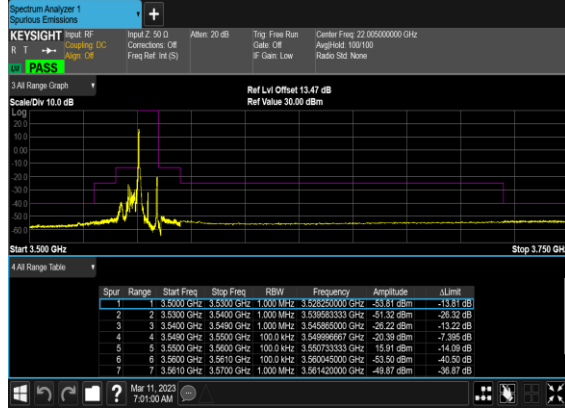 Spectrum Analyzer 1
Spurious Emissions
KEYSIGHT Input: RF Input Z: 50 Ω Atten: 20 dB Trig: Free Run Center Freq: 22.005000000 GHz
R T Coupling: DC Corrections: Off Gate: Off Avg|Hold: 100/100
Align: Off Freq Ref: Int (S) IF Gain: Low Radio Std: None
PASS
3 All Range Graph
Ref Lvl Offset 13.47 dB
Scale/Div 10.0 dB Ref Value 30.00 dBm
Log
20.0
10.0
0.00
-10.0
-20.0
-30.0
-40.0
-50.0
-60.0
Start 3.500 GHz Stop 3.750 GH
4 All Range Table
Spur Range Start Freq Stop Freq RBW Frequency Amplitude ΔLimit
1 1 3.5000 GHz 3.5300 GHz 1.000 MHz 3.528250000 GHz -53.81 dBm -13.81 dB
2 2 3.5300 GHz 3.5400 GHz 1.000 MHz 3.539583333 GHz -51.32 dBm -26.32 dB
3 3 3.5400 GHz 3.5490 GHz 1.000 MHz 3.545865000 GHz -26.22 dBm -13.22 dB
4 4 3.5490 GHz 3.5500 GHz 100.0 kHz 3.549996667 GHz -20.39 dBm -7.395 dB
5 5 3.5500 GHz 3.5600 GHz 100.0 kHz 3.550733333 GHz 15.91 dBm -14.09 dB
6 6 3.5600 GHz 3.5610 GHz 100.0 kHz 3.560045000 GHz -53.50 dBm -40.50 dB
7 7 3.5610 GHz 3.5700 GHz 1.000 MHz 3.561420000 GHz -49.87 dBm -36.87 dB
? Mar 11, 2023
7:01:00 AM